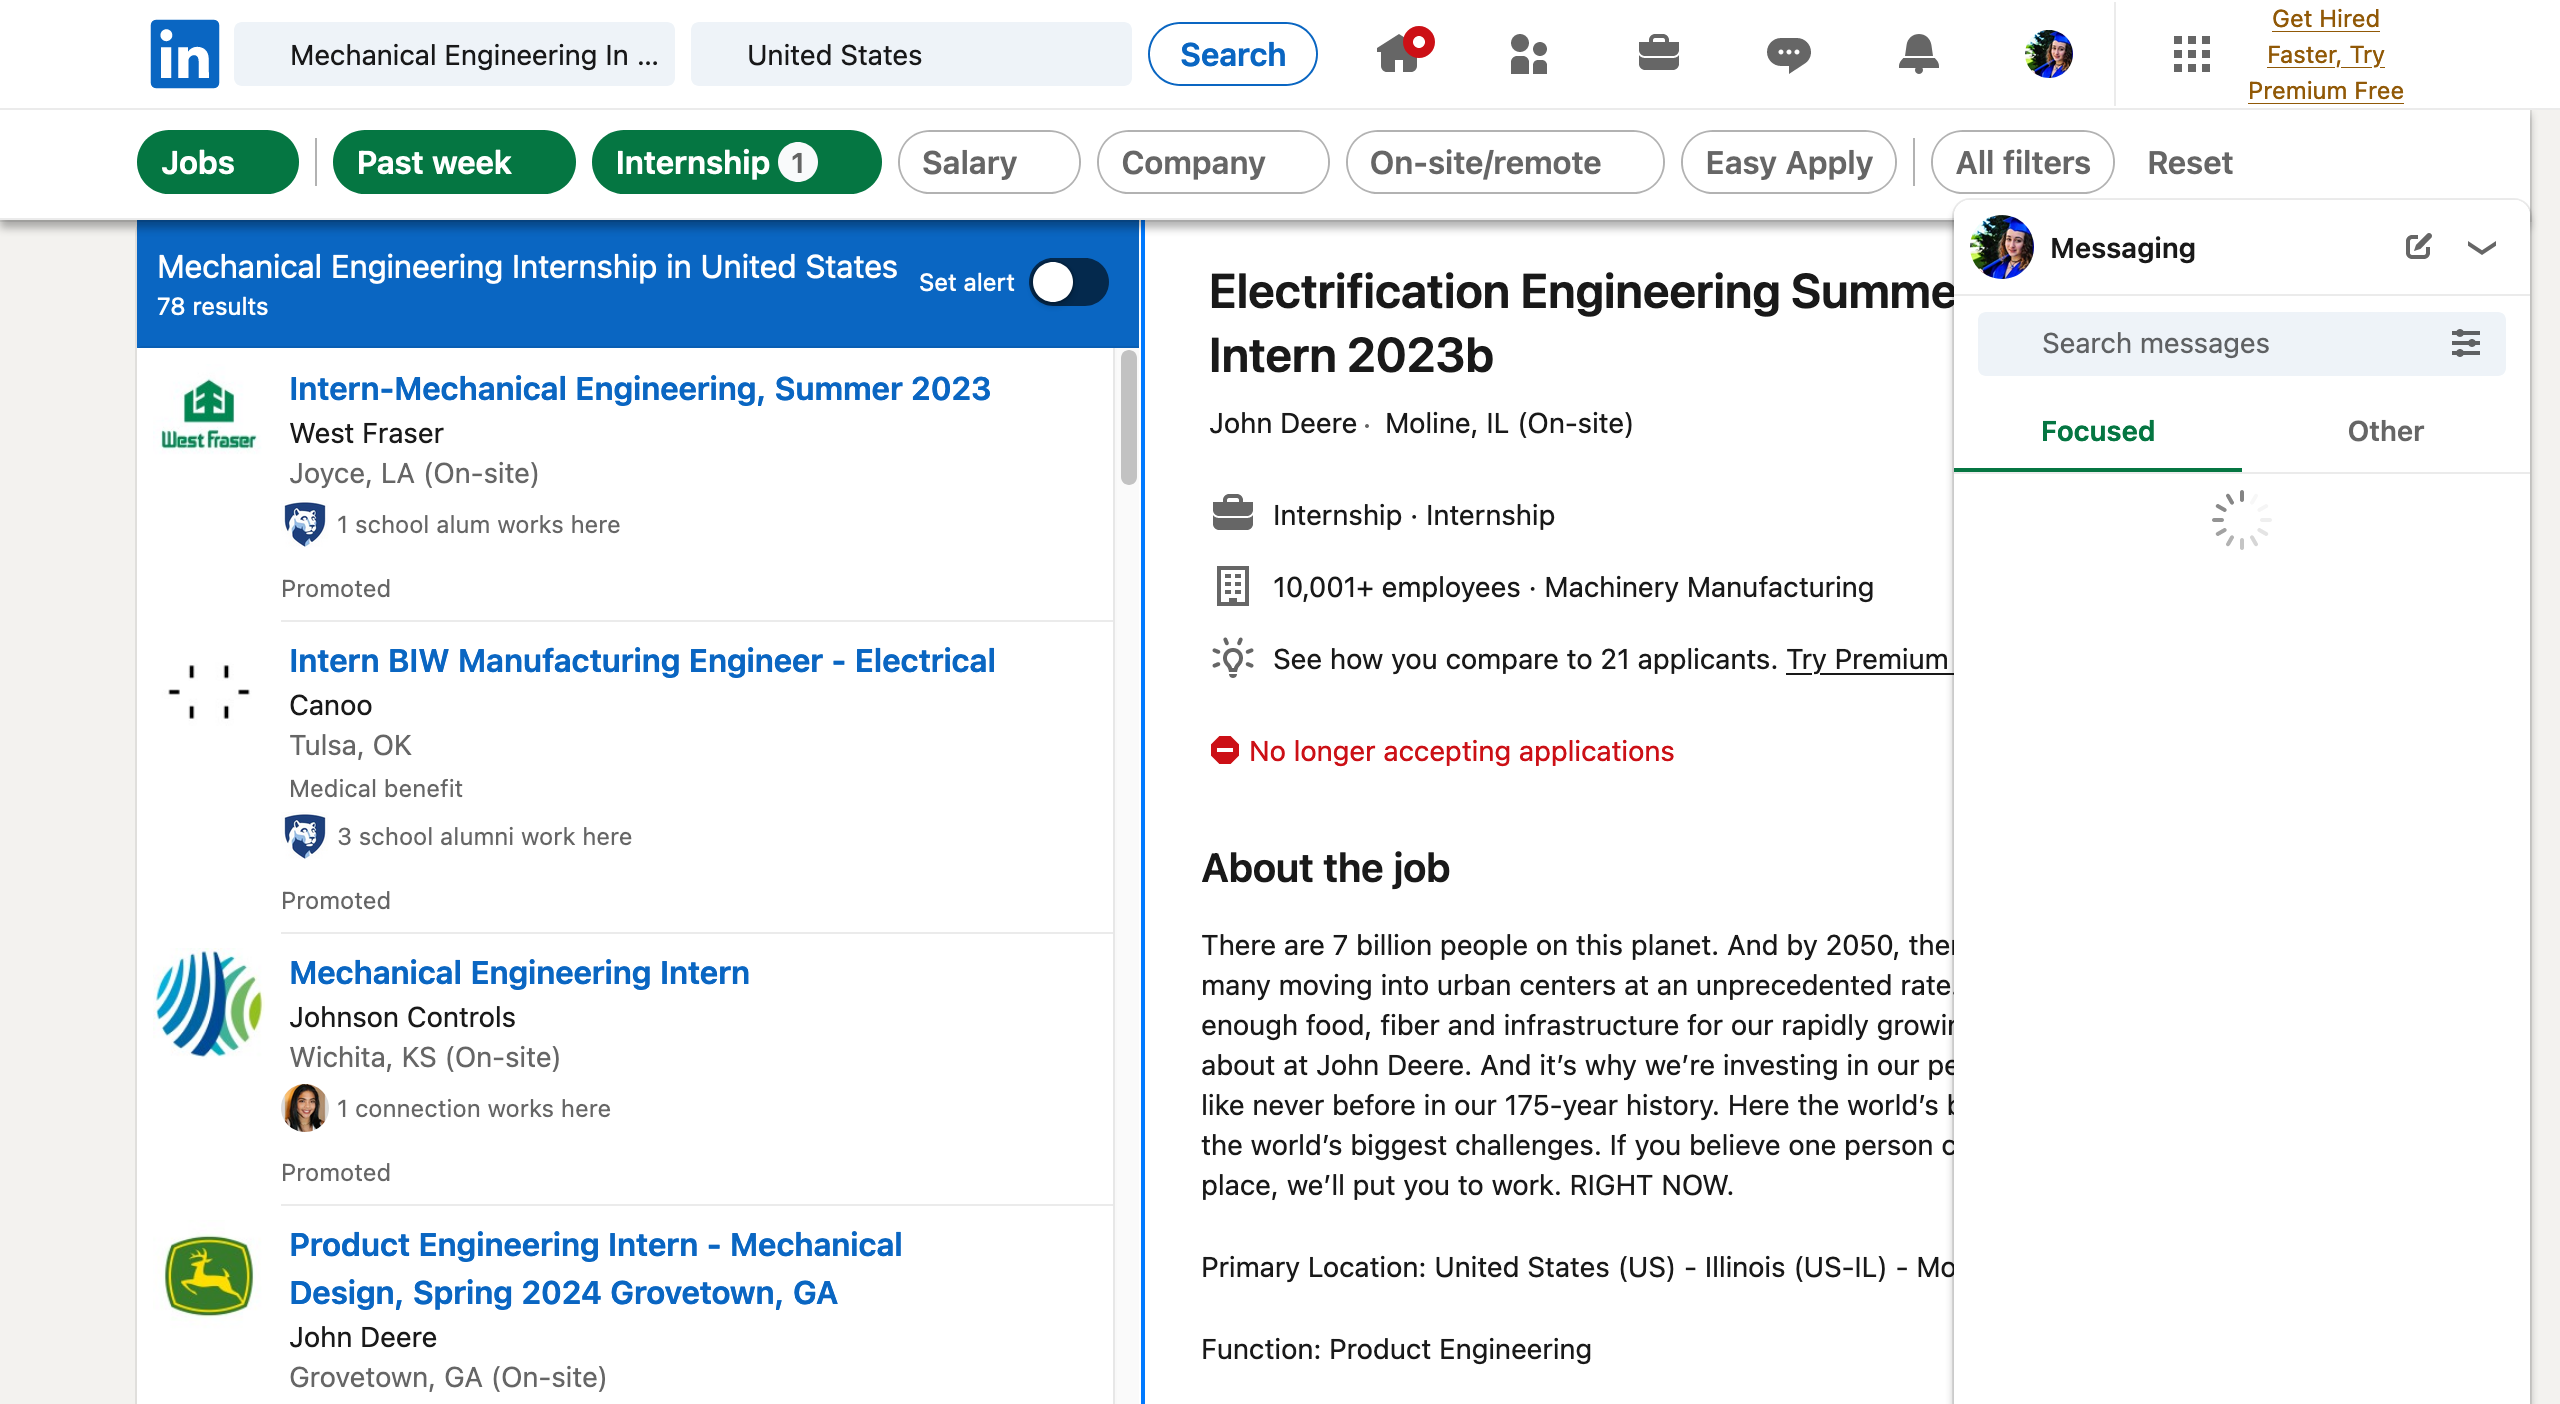 in
Mechanical Engineering In ...
United States
Search
Get Hired
Faster, Try
Premium Free
Jobs
Past week
Internship 1
Salary
Company
On-site/remote
Easy Apply
All filters
Reset
Mechanical Engineering Internship in United States
78 results
Set alert
West Fraser
Intern-Mechanical Engineering, Summer 2023
West Fraser
Joyce, LA (On-site)
1 school alum works here
Promoted
Intern BIW Manufacturing Engineer - Electrical
Canoo
Tulsa, OK
Medical benefit
3 school alumni work here
Promoted
Mechanical Engineering Intern
Johnson Controls
Wichita, KS (On-site)
1 connection works here
Promoted
Product Engineering Intern - Mechanical
Design, Spring 2024 Grovetown, GA
John Deere
Grovetown, GA (On-site)
Electrification Engineering Summe
Intern 2023b
John Deere · Moline, IL (On-site)
Internship · Internship
10,001+ employees · Machinery Manufacturing
See how you compare to 21 applicants. Try Premium
No longer accepting applications
About the job
There are 7 billion people on this planet. And by 2050, ther
many moving into urban centers at an unprecedented rate.
enough food, fiber and infrastructure for our rapidly growin
about at John Deere. And it’s why we’re investing in our pe
like never before in our 175-year history. Here the world’s b
the world’s biggest challenges. If you believe one person c
place, we’ll put you to work. RIGHT NOW.
Primary Location: United States (US) - Illinois (US-IL) - Mo
Function: Product Engineering
Messaging
Search messages
Focused
Other